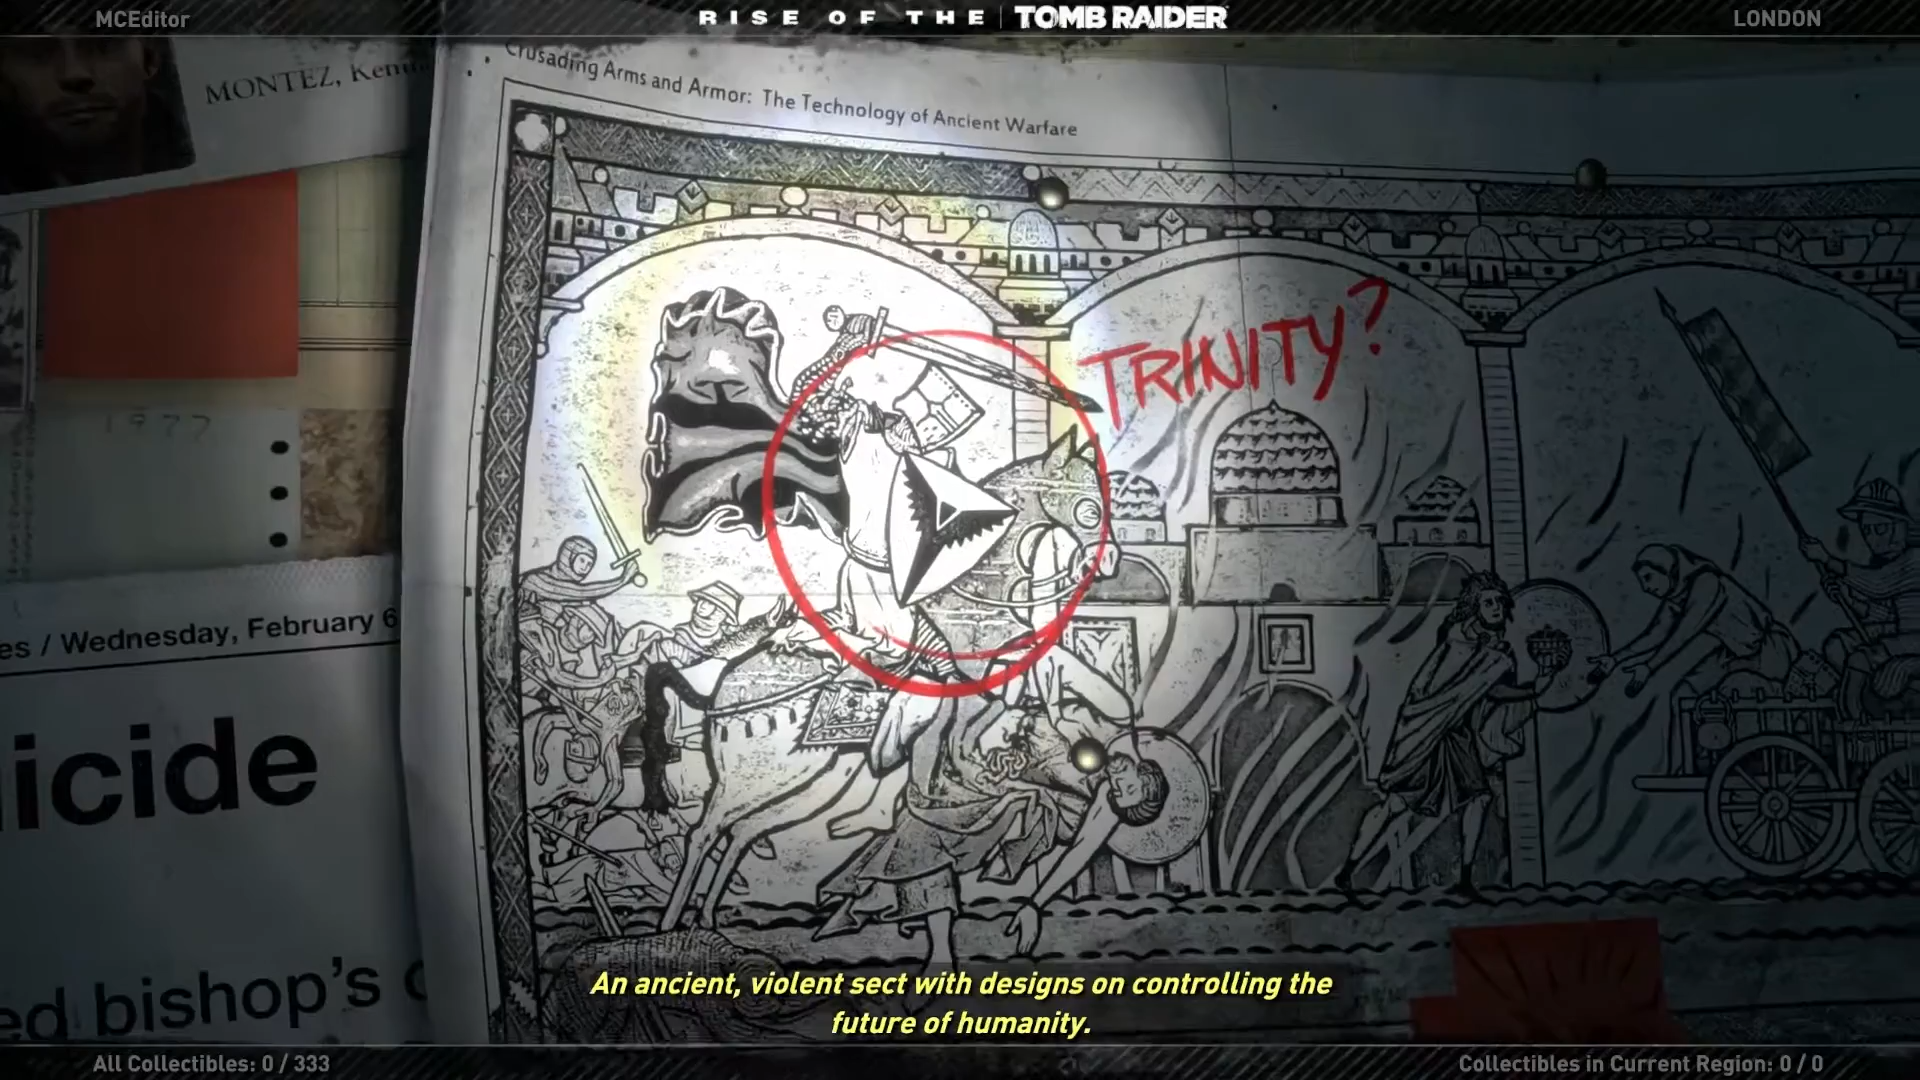 MCEditor
RISE OF THE TOMB RAIDER
LONDON
MONTEZ,
Crusading Arms and Armor: The Technology of Ancient Warfare
TRINITY?
1977
es / Wednesday, February 6
icide
ed bishop's
An ancient, violent sect with designs on controlling the
future of humanity.
All Collectibles: 0 / 333
Collectibles in Current Region: 0 / 0